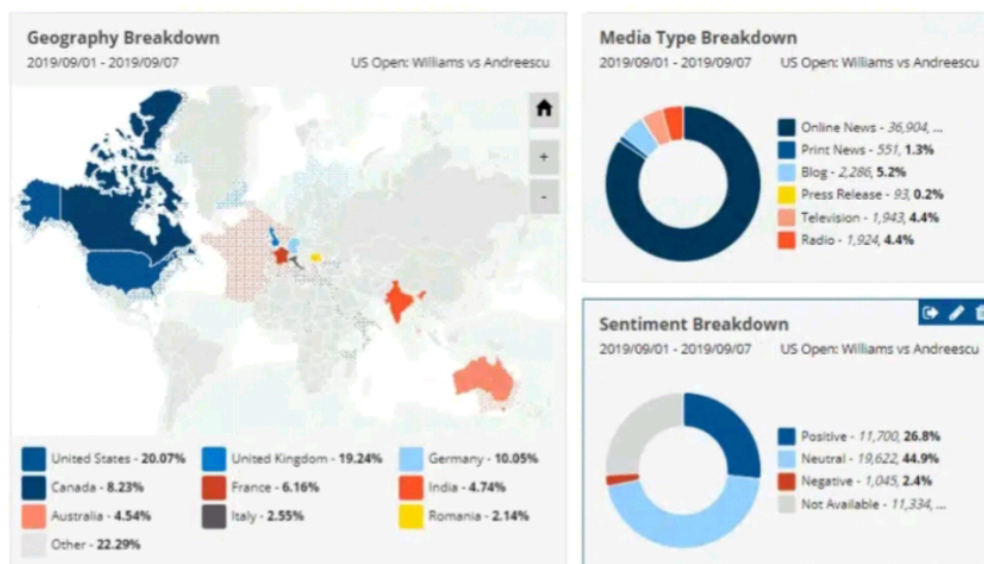 Geography Breakdown
2019/09/01 - 2019/09/07 US Open: Williams vs Andreescu
+
-
United States - 20.07% United Kingdom - 19.24% Germany - 10.05%
Canada - 8.23% France - 6.16% India - 4.74%
Australia - 4.54% Italy - 2.55% Romania - 2.14%
Other - 22.29%
Media Type Breakdown
2019/09/01 - 2019/09/07 US Open: Williams vs Andreescu
Online News - 36,904, ...
Print News - 551, 1.3%
Blog - 2,286, 5.2%
Press Release - 93, 0.2%
Television - 1,943, 4.4%
Radio - 1,924, 4.4%
Sentiment Breakdown
2019/09/01 - 2019/09/07 US Open: Williams vs Andreescu
Positive - 11,700, 26.8%
Neutral - 19,622, 44.9%
Negative - 1,045, 2.4%
Not Available - 11,334, ...